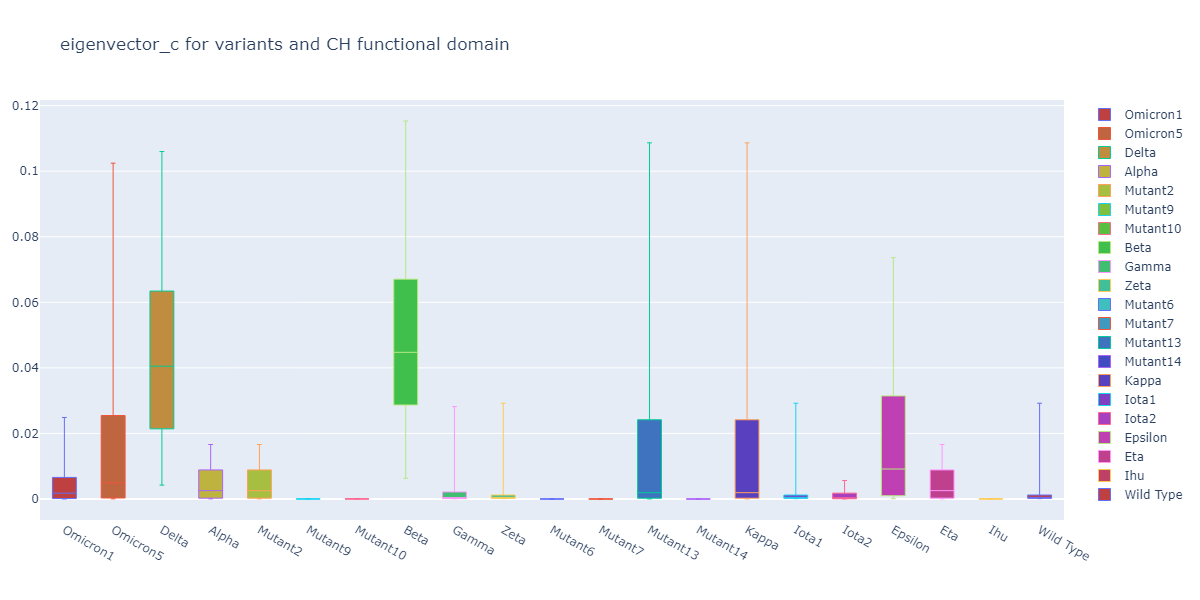 eigenvector_c for variants and CH functional domain
0.12
0.1
0.08
0.06
0.04
0.02
0
Omicron1
Omicron5
Delta
Alpha
Mutant2
Mutant9
Mutant10
Beta
Gamma
Zeta
Mutant6
Mutant7
Mutant13
Mutant14
Kappa
Iota1
Iota2
Epsilon
Eta
Ihu
Wild Type
Omicron1
Omicron5
Delta
Alpha
Mutant2
Mutant9
Mutant10
Beta
Gamma
Zeta
Mutant6
Mutant7
Mutant13
Mutant14
Kappa
Iota1
Iota2
Epsilon
Eta
Ihu
Wild Type